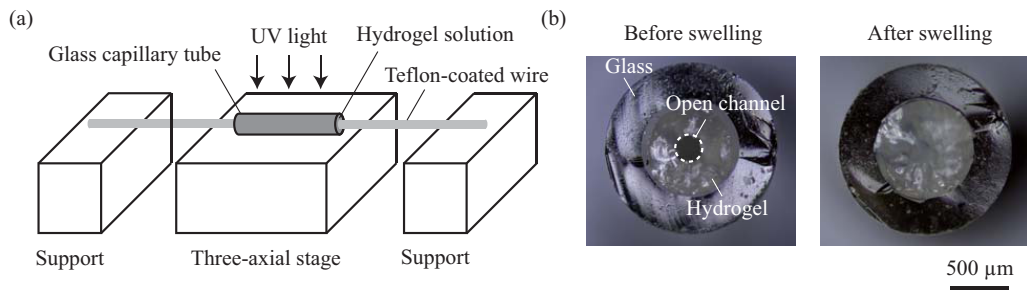 (a)
UV light
Hydrogel solution
Glass capillary tube
Teflon-coated wire
Support
Three-axial stage
Support
(b)
Before swelling
After swelling
Glass
Open channel
Hydrogel
500 µm